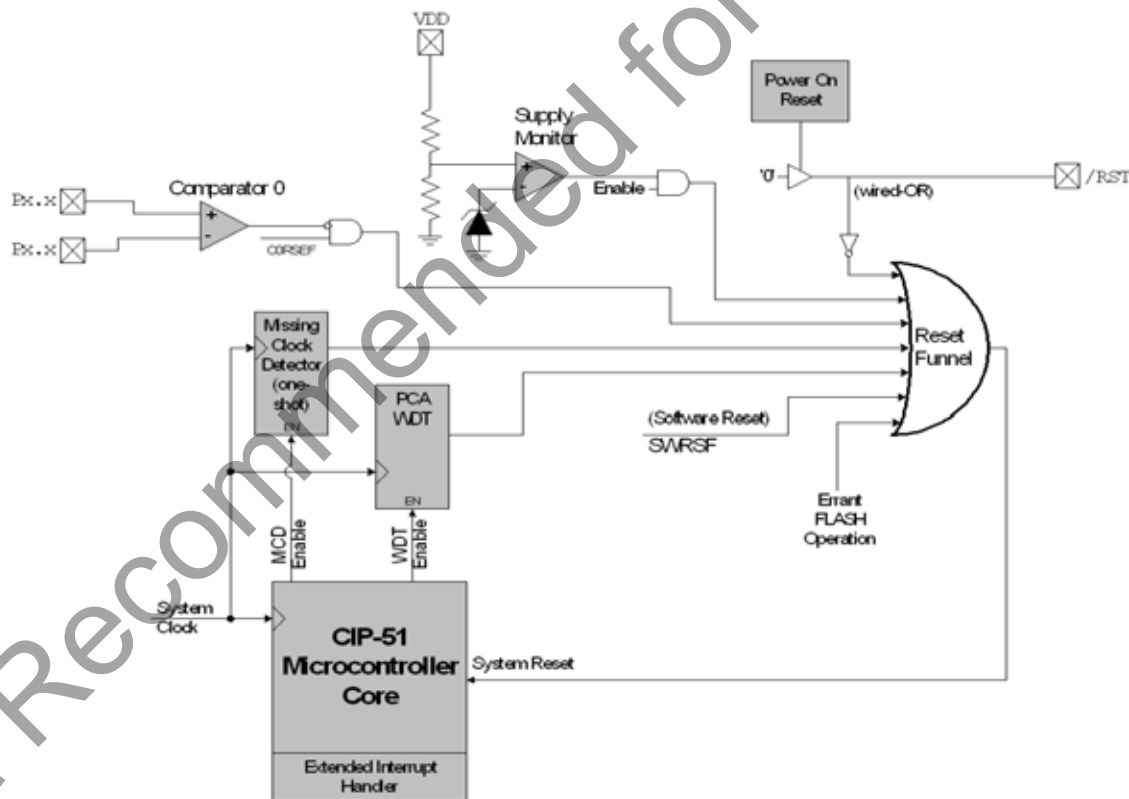 VDD
Power On
Reset
Supply
Monitor
'0'
/RST
Enable
(wired-OR)
Px.x
Comparator 0
+
-
+
-
Px.x
C0RSEF
Missing
Clock
Detector
(one-
shot)
EN
Reset
Funnel
PCA
WDT
EN
(Software Reset)
SWRSF
Errant
FLASH
Operation
MCD
Enable
WDT
Enable
System
Clock
CIP-51
Microcontroller
Core
System Reset
Extended Interrupt
Handler
Recommended for